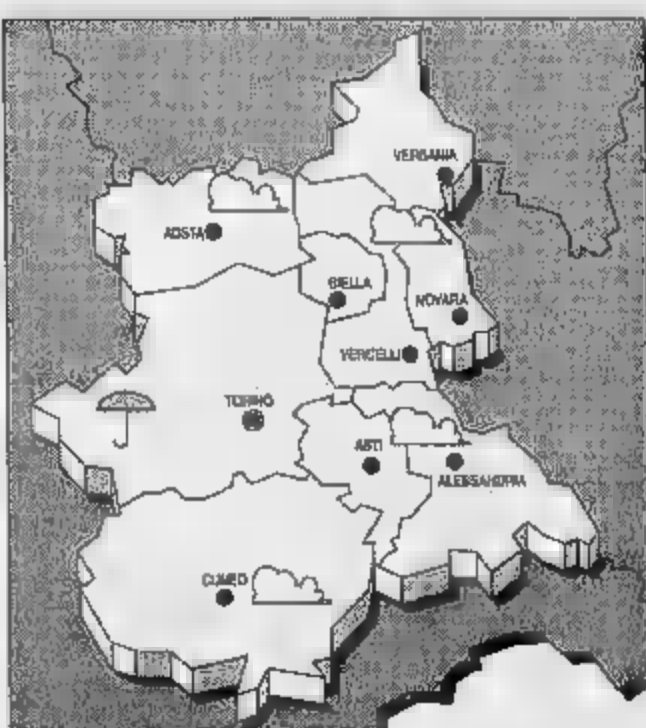 VERBANIA
AOSTA
BIELLA
NOVARA
VERCELLI
TORINO
ASTI
ALESSANDRIA
CUNEO